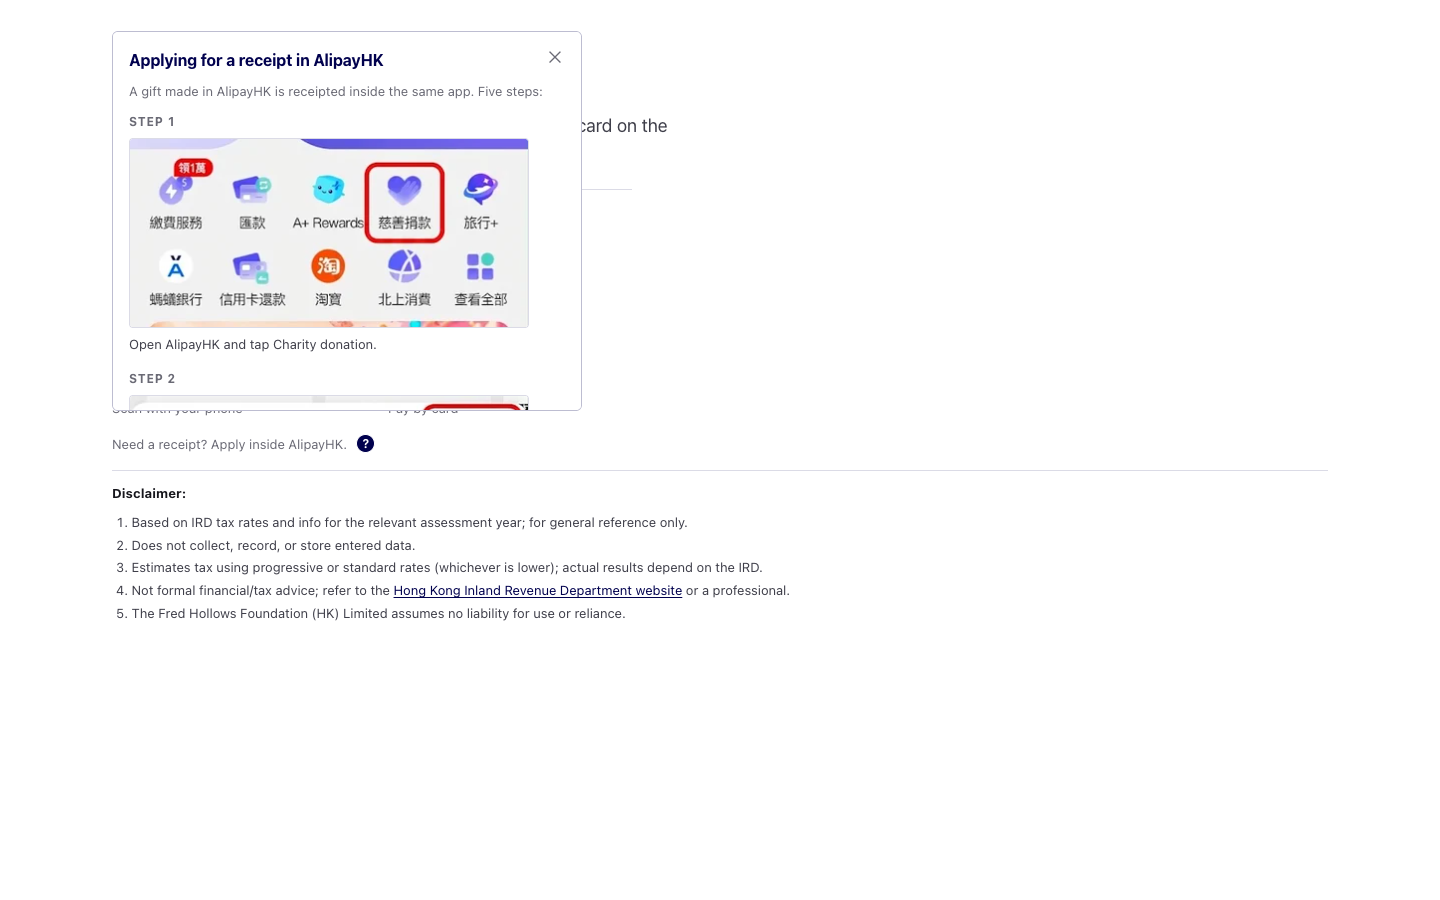 Applying for a receipt in AlipayHK
A gift made in AlipayHK is receipted inside the same app. Five steps:
card on the
STEP 1
領1萬
繳費服務
匯款
A+ Rewards
慈善捐款
旅行+
螞蟻銀行
信用卡還款
淘寶
北上消費
查看全部
Open AlipayHK and tap Charity donation.
STEP 2
Scan with your phone
Pay by card
Need a receipt? Apply inside AlipayHK. ?
Disclaimer:
1. Based on IRD tax rates and info for the relevant assessment year; for general reference only.
2. Does not collect, record, or store entered data.
3. Estimates tax using progressive or standard rates (whichever is lower); actual results depend on the IRD.
4. Not formal financial/tax advice; refer to the Hong Kong Inland Revenue Department website or a professional.
5. The Fred Hollows Foundation (HK) Limited assumes no liability for use or reliance.